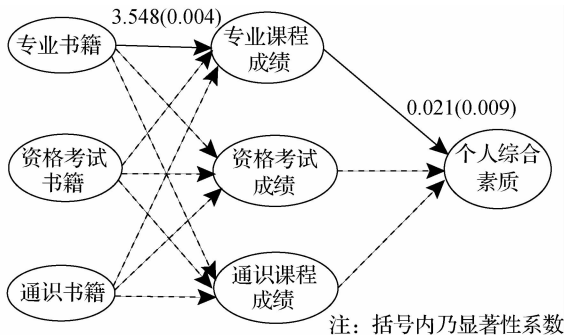 3.548(0.004)
专业书籍
专业课程
成绩
0.021(0.009)
资格考试
书籍
资格考试
成绩
个人综合
素质
通识书籍
通识课程
成绩
注：括号内乃显著性系数